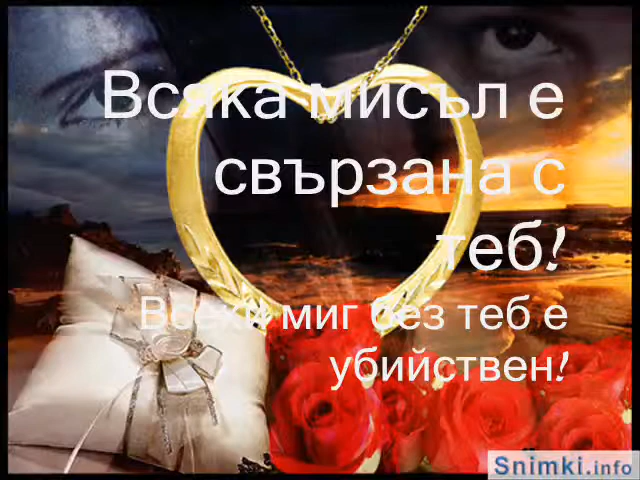 Всяка мисъл е
свързана с
теб!
Всеки миг без теб е
убийствен!
Snimki.info